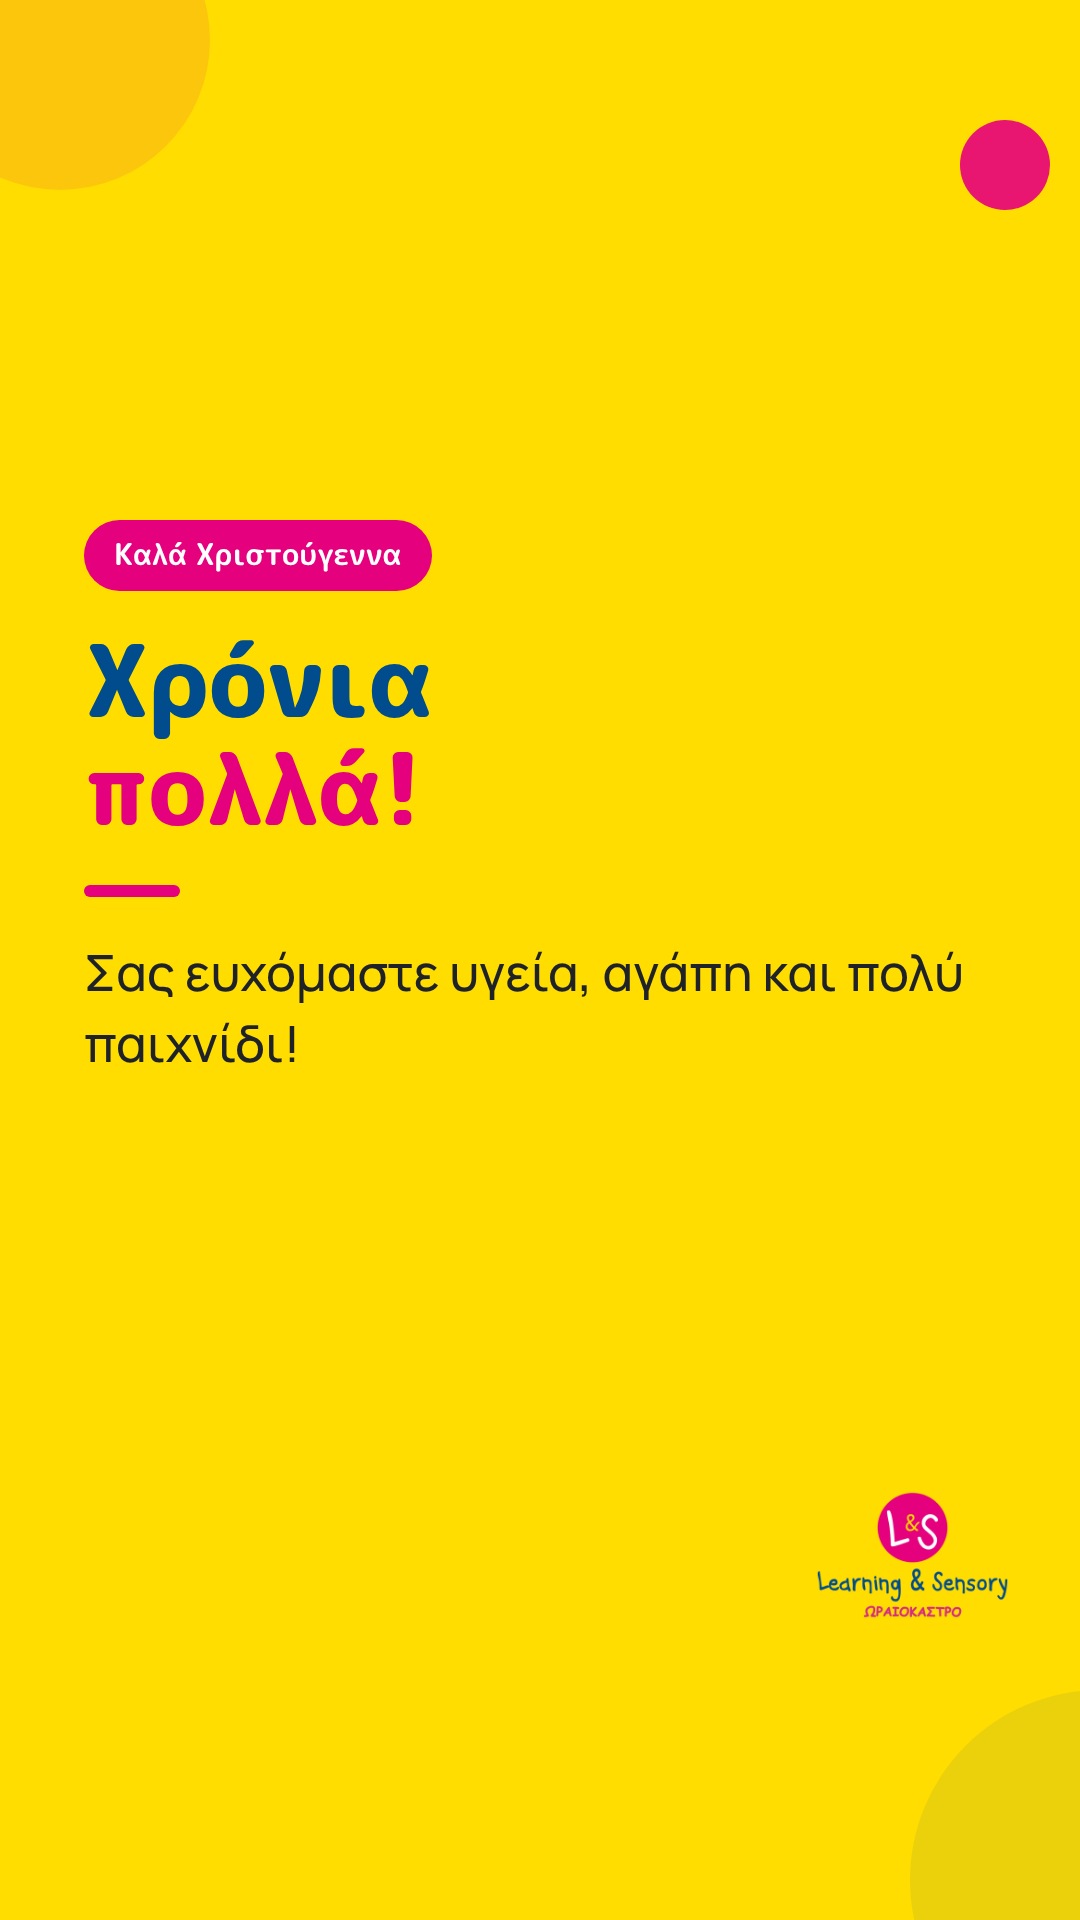 Καλά Χριστούγεννα
Χρόνια
πολλά!
Σας ευχόμαστε υγεία, αγάπη και πολύ
παιχνίδι!
L&S
Learning & Sensory
ΩΡΑΙΟΚΑΣΤΡΟ